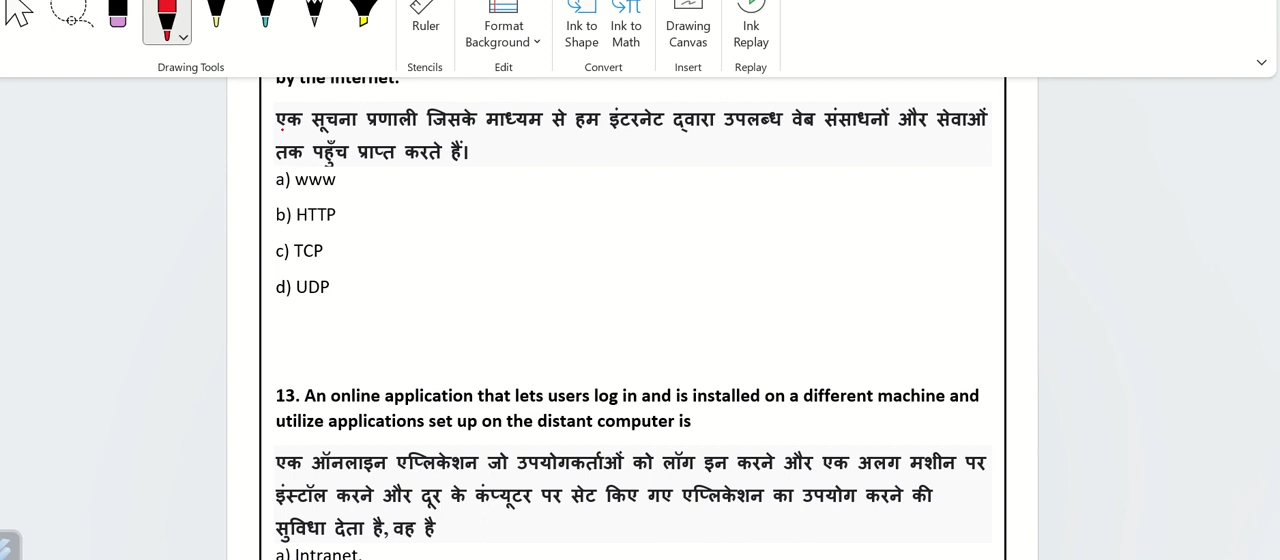 Ruler
Format
Background
Ink to
Shape
Ink to
Math
Drawing
Canvas
Ink
Replay
Drawing Tools
Stencils
Edit
Convert
Insert
Replay
by the internet.
एक सूचना प्रणाली जिसके माध्यम से हम इंटरनेट द्वारा उपलब्ध वेब संसाधनों और सेवाओं
तक पहुँच प्राप्त करते हैं।
a) www
b) HTTP
c) TCP
d) UDP
13. An online application that lets users log in and is installed on a different machine and
utilize applications set up on the distant computer is
एक ऑनलाइन एप्लिकेशन जो उपयोगकर्ताओं को लॉग इन करने और एक अलग मशीन पर
इंस्टॉल करने और दूर के कंप्यूटर पर सेट किए गए एप्लिकेशन का उपयोग करने की
सुविधा देता है, वह है
a) Intranet.